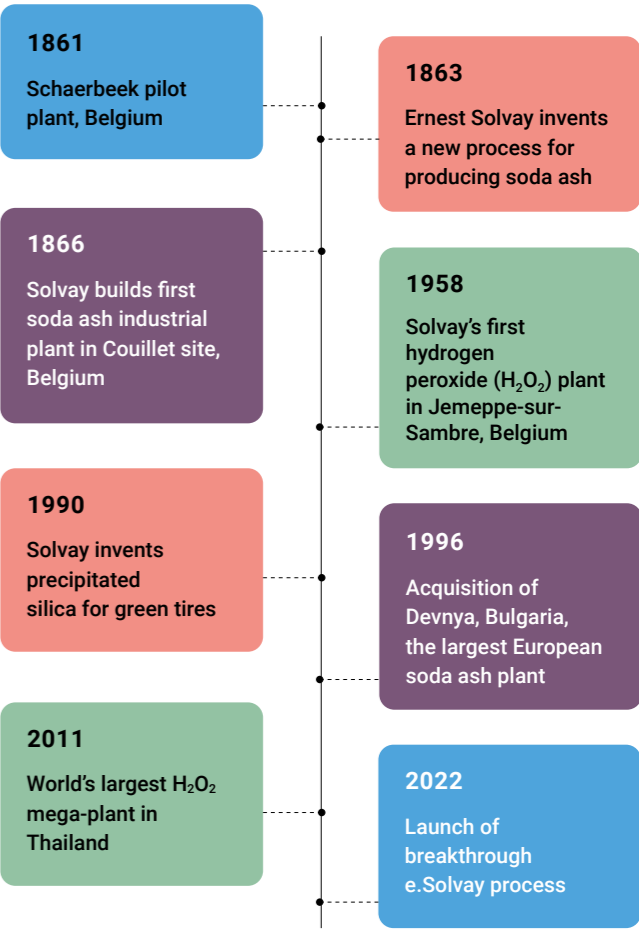 1861
Schaerbeek pilot
plant, Belgium
1863
Ernest Solvay invents
a new process for
producing soda ash
1866
Solvay builds first
soda ash industrial
plant in Couillet site,
Belgium
1958
Solvay’s first
hydrogen
peroxide (H₂O₂) plant
in Jemeppe-sur-
Sambre, Belgium
1990
Solvay invents
precipitated
silica for green tires
1996
Acquisition of
Devnya, Bulgaria,
the largest European
soda ash plant
2011
World’s largest H₂O₂
mega-plant in
Thailand
2022
Launch of
breakthrough
e.Solvay process